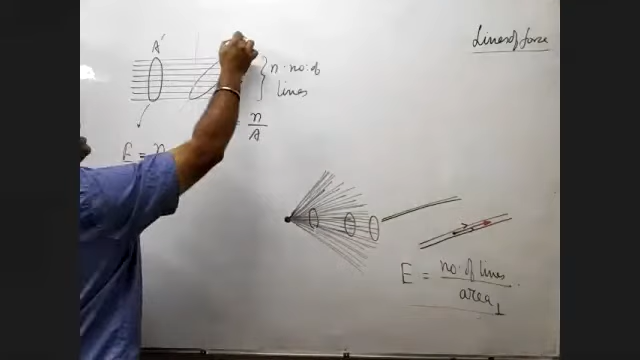 Lines of force
A'
n : no: of
lines
= n/A
E = n
E = no: of lines / area⊥